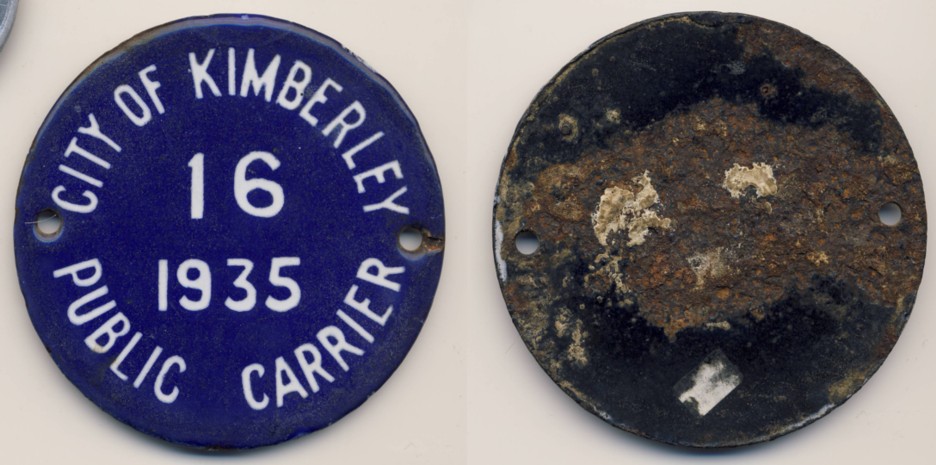 CITY OF KIMBERLEY
16
1935
PUBLIC CARRIER